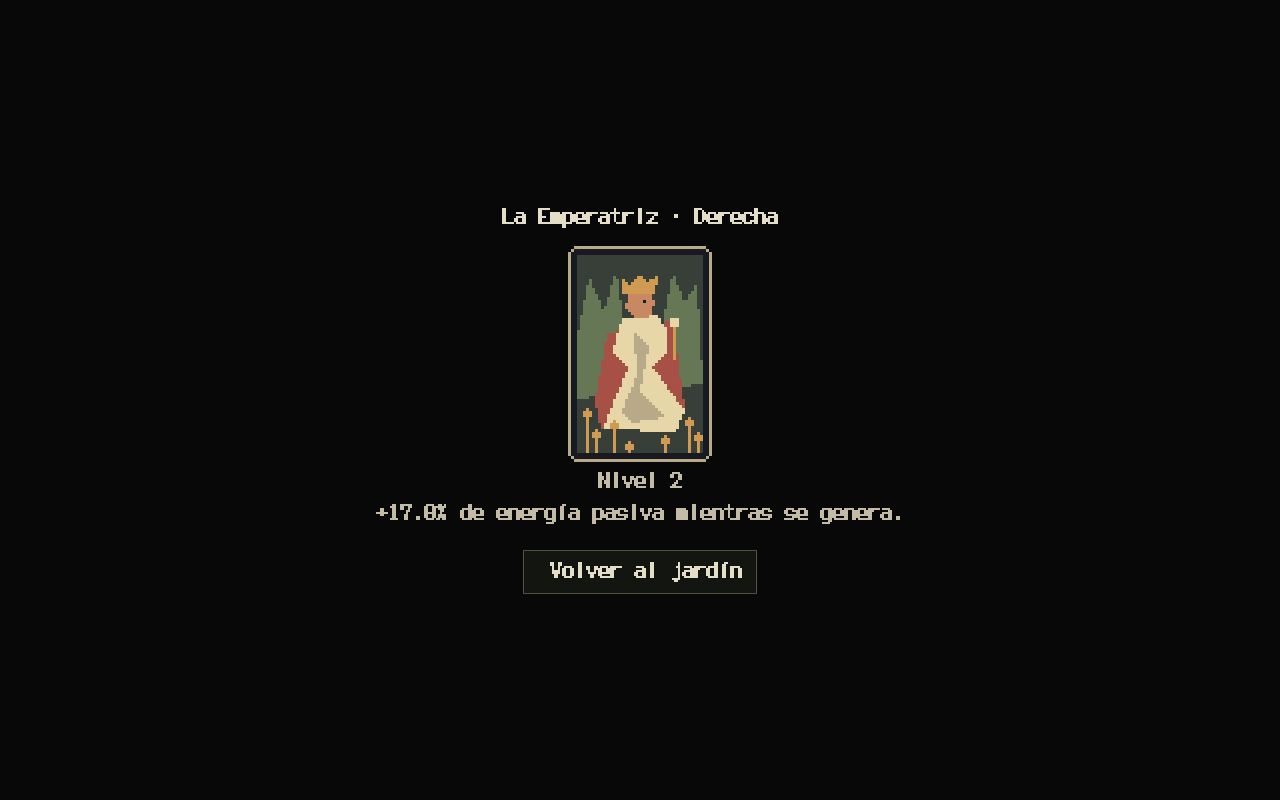 La Emperatriz · Derecha
Nivel 2
+17.0% de energía pasiva mientras se genera.
Volver al jardín